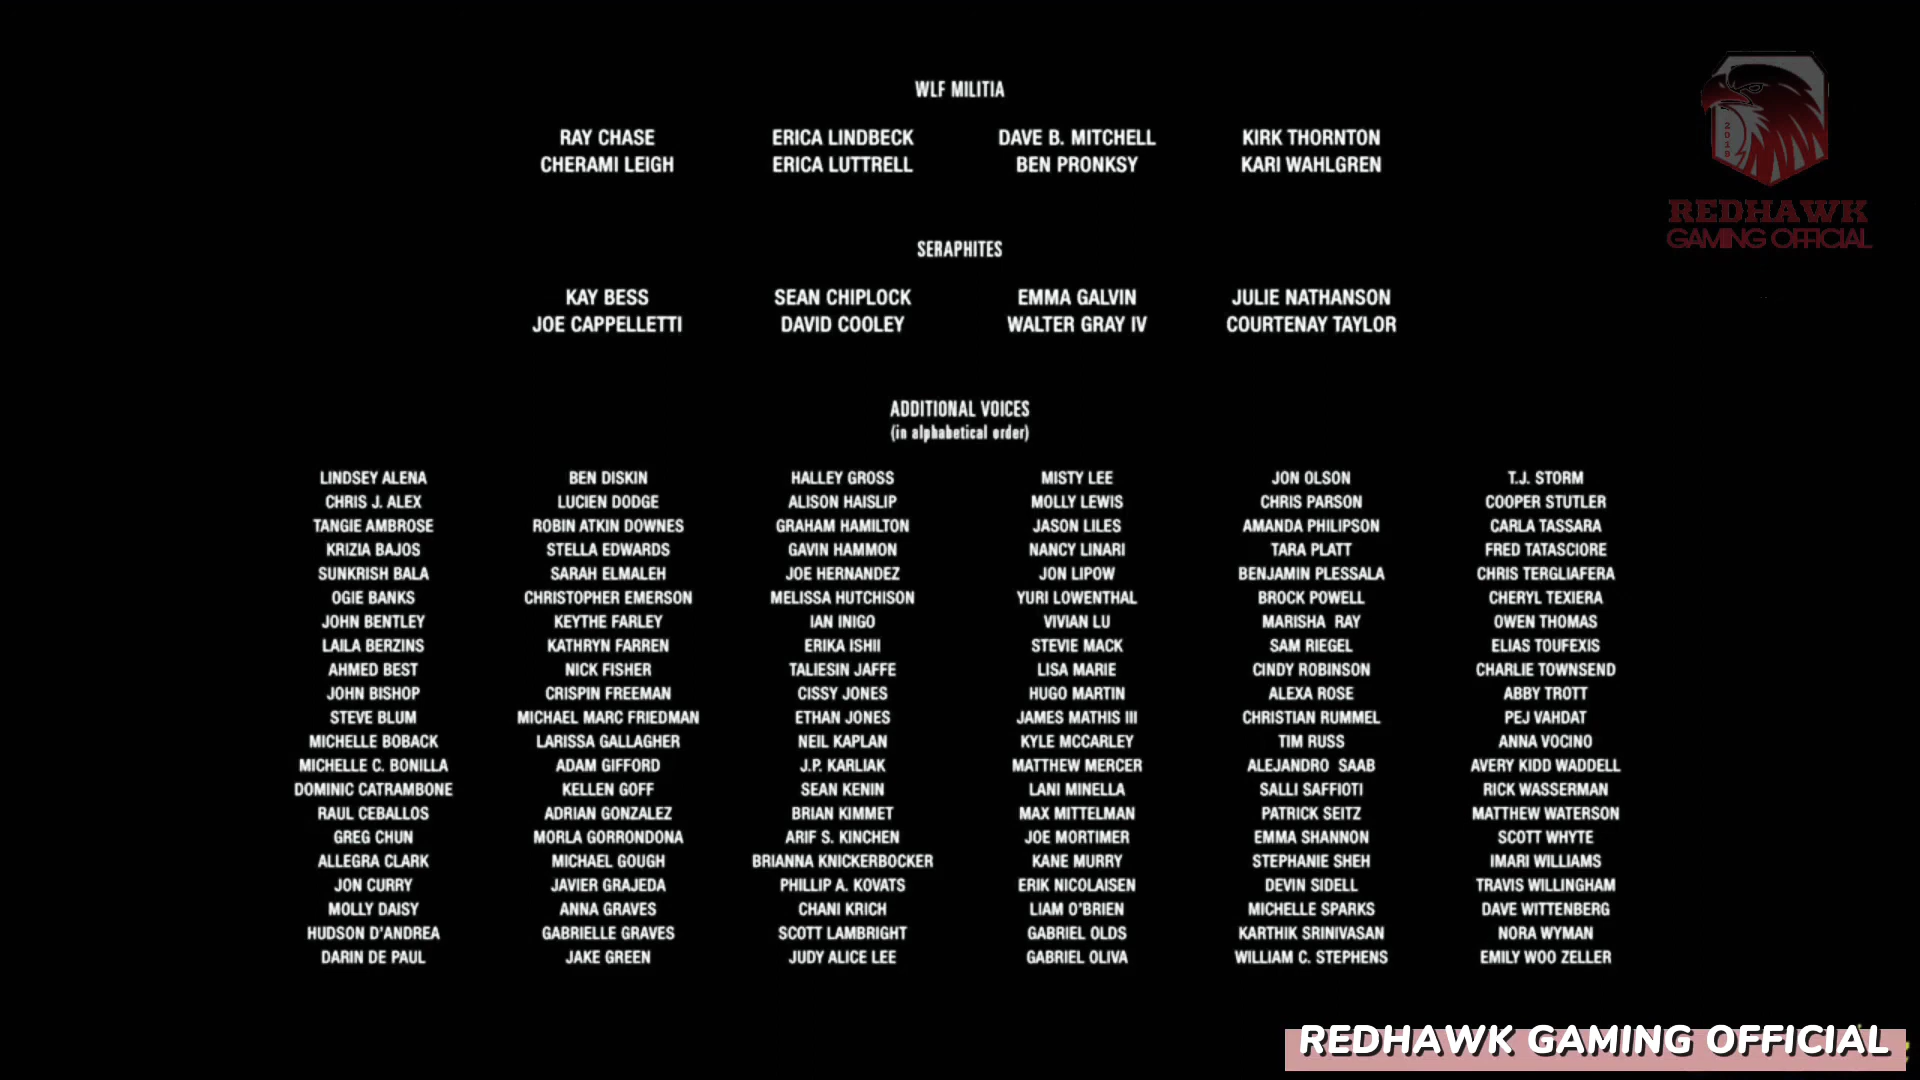 WLF MILITIA
RAY CHASE ERICA LINDBECK DAVE B. MITCHELL KIRK THORNTON
CHERAMI LEIGH ERICA LUTTRELL BEN PRONKSY KARI WAHLGREN
SERAPHITES
KAY BESS SEAN CHIPLOCK EMMA GALVIN JULIE NATHANSON
JOE CAPPELLETTI DAVID COOLEY WALTER GRAY IV COURTENAY TAYLOR
ADDITIONAL VOICES
(in alphabetical order)
LINDSEY ALENA BEN DISKIN HALLEY GROSS MISTY LEE JON OLSON T.J. STORM
CHRIS J. ALEX LUCIEN DODGE ALISON HAISLIP MOLLY LEWIS CHRIS PARSON COOPER STUTLER
TANGIE AMBROSE ROBIN ATKIN DOWNES GRAHAM HAMILTON JASON LILES AMANDA PHILIPSON CARLA TASSARA
KRIZIA BAJOS STELLA EDWARDS GAVIN HAMMON NANCY LINARI TARA PLATT FRED TATASCIORE
SUNKRISH BALA SARAH ELMALEH JOE HERNANDEZ JON LIPOW BENJAMIN PLESSALA CHRIS TERGLIAFERA
OGIE BANKS CHRISTOPHER EMERSON MELISSA HUTCHISON YURI LOWENTHAL BROCK POWELL CHERYL TEXIERA
JOHN BENTLEY KEYTHE FARLEY IAN INIGO VIVIAN LU MARISHA RAY OWEN THOMAS
LAILA BERZINS KATHRYN FARREN ERIKA ISHII STEVIE MACK SAM RIEGEL ELIAS TOUFEXIS
AHMED BEST NICK FISHER TALIESIN JAFFE LISA MARIE CINDY ROBINSON CHARLIE TOWNSEND
JOHN BISHOP CRISPIN FREEMAN CISSY JONES HUGO MARTIN ALEXA ROSE ABBY TROTT
STEVE BLUM MICHAEL MARC FRIEDMAN ETHAN JONES JAMES MATHIS III CHRISTIAN RUMMEL PEJ VAHDAT
MICHELLE BOBACK LARISSA GALLAGHER NEIL KAPLAN KYLE MCCARLEY TIM RUSS ANNA VOCINO
MICHELLE C. BONILLA ADAM GIFFORD J.P. KARLIAK MATTHEW MERCER ALEJANDRO SAAB AVERY KIDD WADDELL
DOMINIC CATRAMBONE KELLEN GOFF SEAN KENIN LANI MINELLA SALLI SAFFIOTI RICK WASSERMAN
RAUL CEBALLOS ADRIAN GONZALEZ BRIAN KIMMET MAX MITTELMAN PATRICK SEITZ MATTHEW WATERSON
GREG CHUN MORLA GORRONDONA ARIF S. KINCHEN JOE MORTIMER EMMA SHANNON SCOTT WHYTE
ALLEGRA CLARK MICHAEL GOUGH BRIANNA KNICKERBOCKER KANE MURRY STEPHANIE SHEH IMARI WILLIAMS
JON CURRY JAVIER GRAJEDA PHILLIP A. KOVATS ERIK NICOLAISEN DEVIN SIDELL TRAVIS WILLINGHAM
MOLLY DAISY ANNA GRAVES CHANI KRICH LIAM O'BRIEN MICHELLE SPARKS DAVE WITTENBERG
HUDSON D'ANDREA GABRIELLE GRAVES SCOTT LAMBRIGHT GABRIEL OLDS KARTHIK SRINIVASAN NORA WYMAN
DARIN DE PAUL JAKE GREEN JUDY ALICE LEE GABRIEL OLIVA WILLIAM C. STEPHENS EMILY WOO ZELLER
2019
REDHAWK
GAMING OFFICIAL
REDHAWK GAMING OFFICIAL